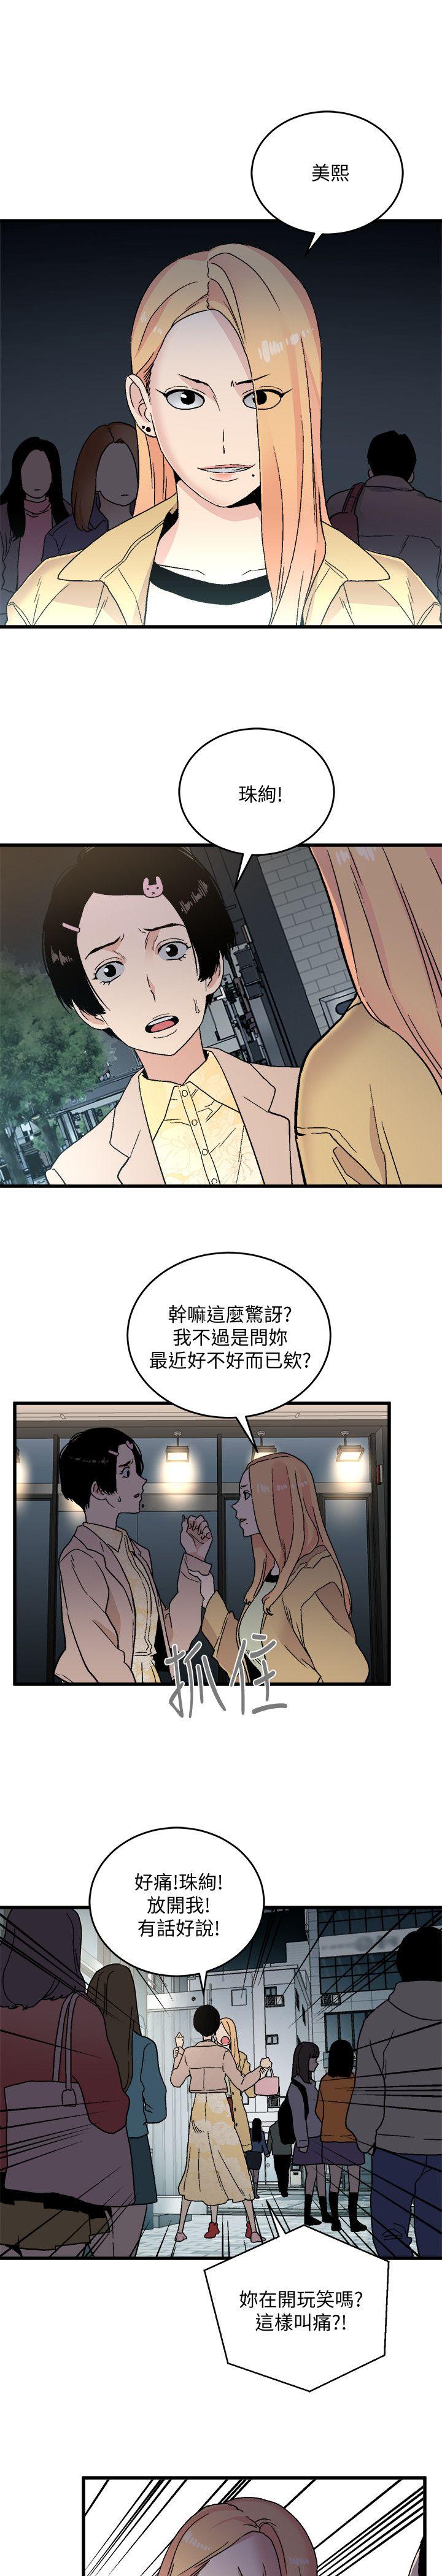 美熙
珠絢!
幹嘛這麼驚訝?
我不過是問妳
最近好不好而已欸?
抓住
好痛!珠絢!
放開我!
有話好說!
妳在開玩笑嗎?
這樣叫痛?!